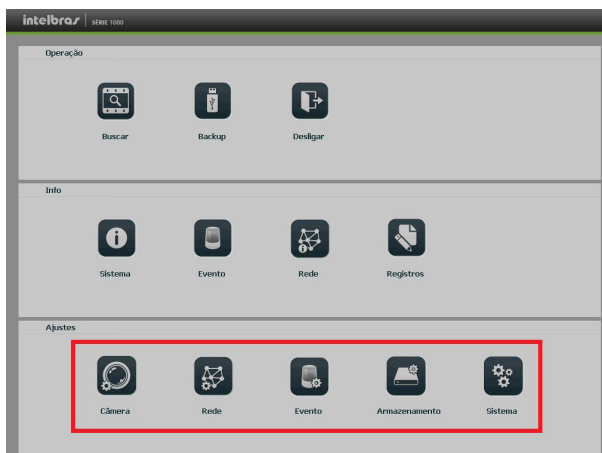 intelbras SÉRIE 1000
Operação
Buscar Backup Desligar
Info
Sistema Evento Rede Registros
Ajustes
Câmera Rede Evento Armazenamento Sistema